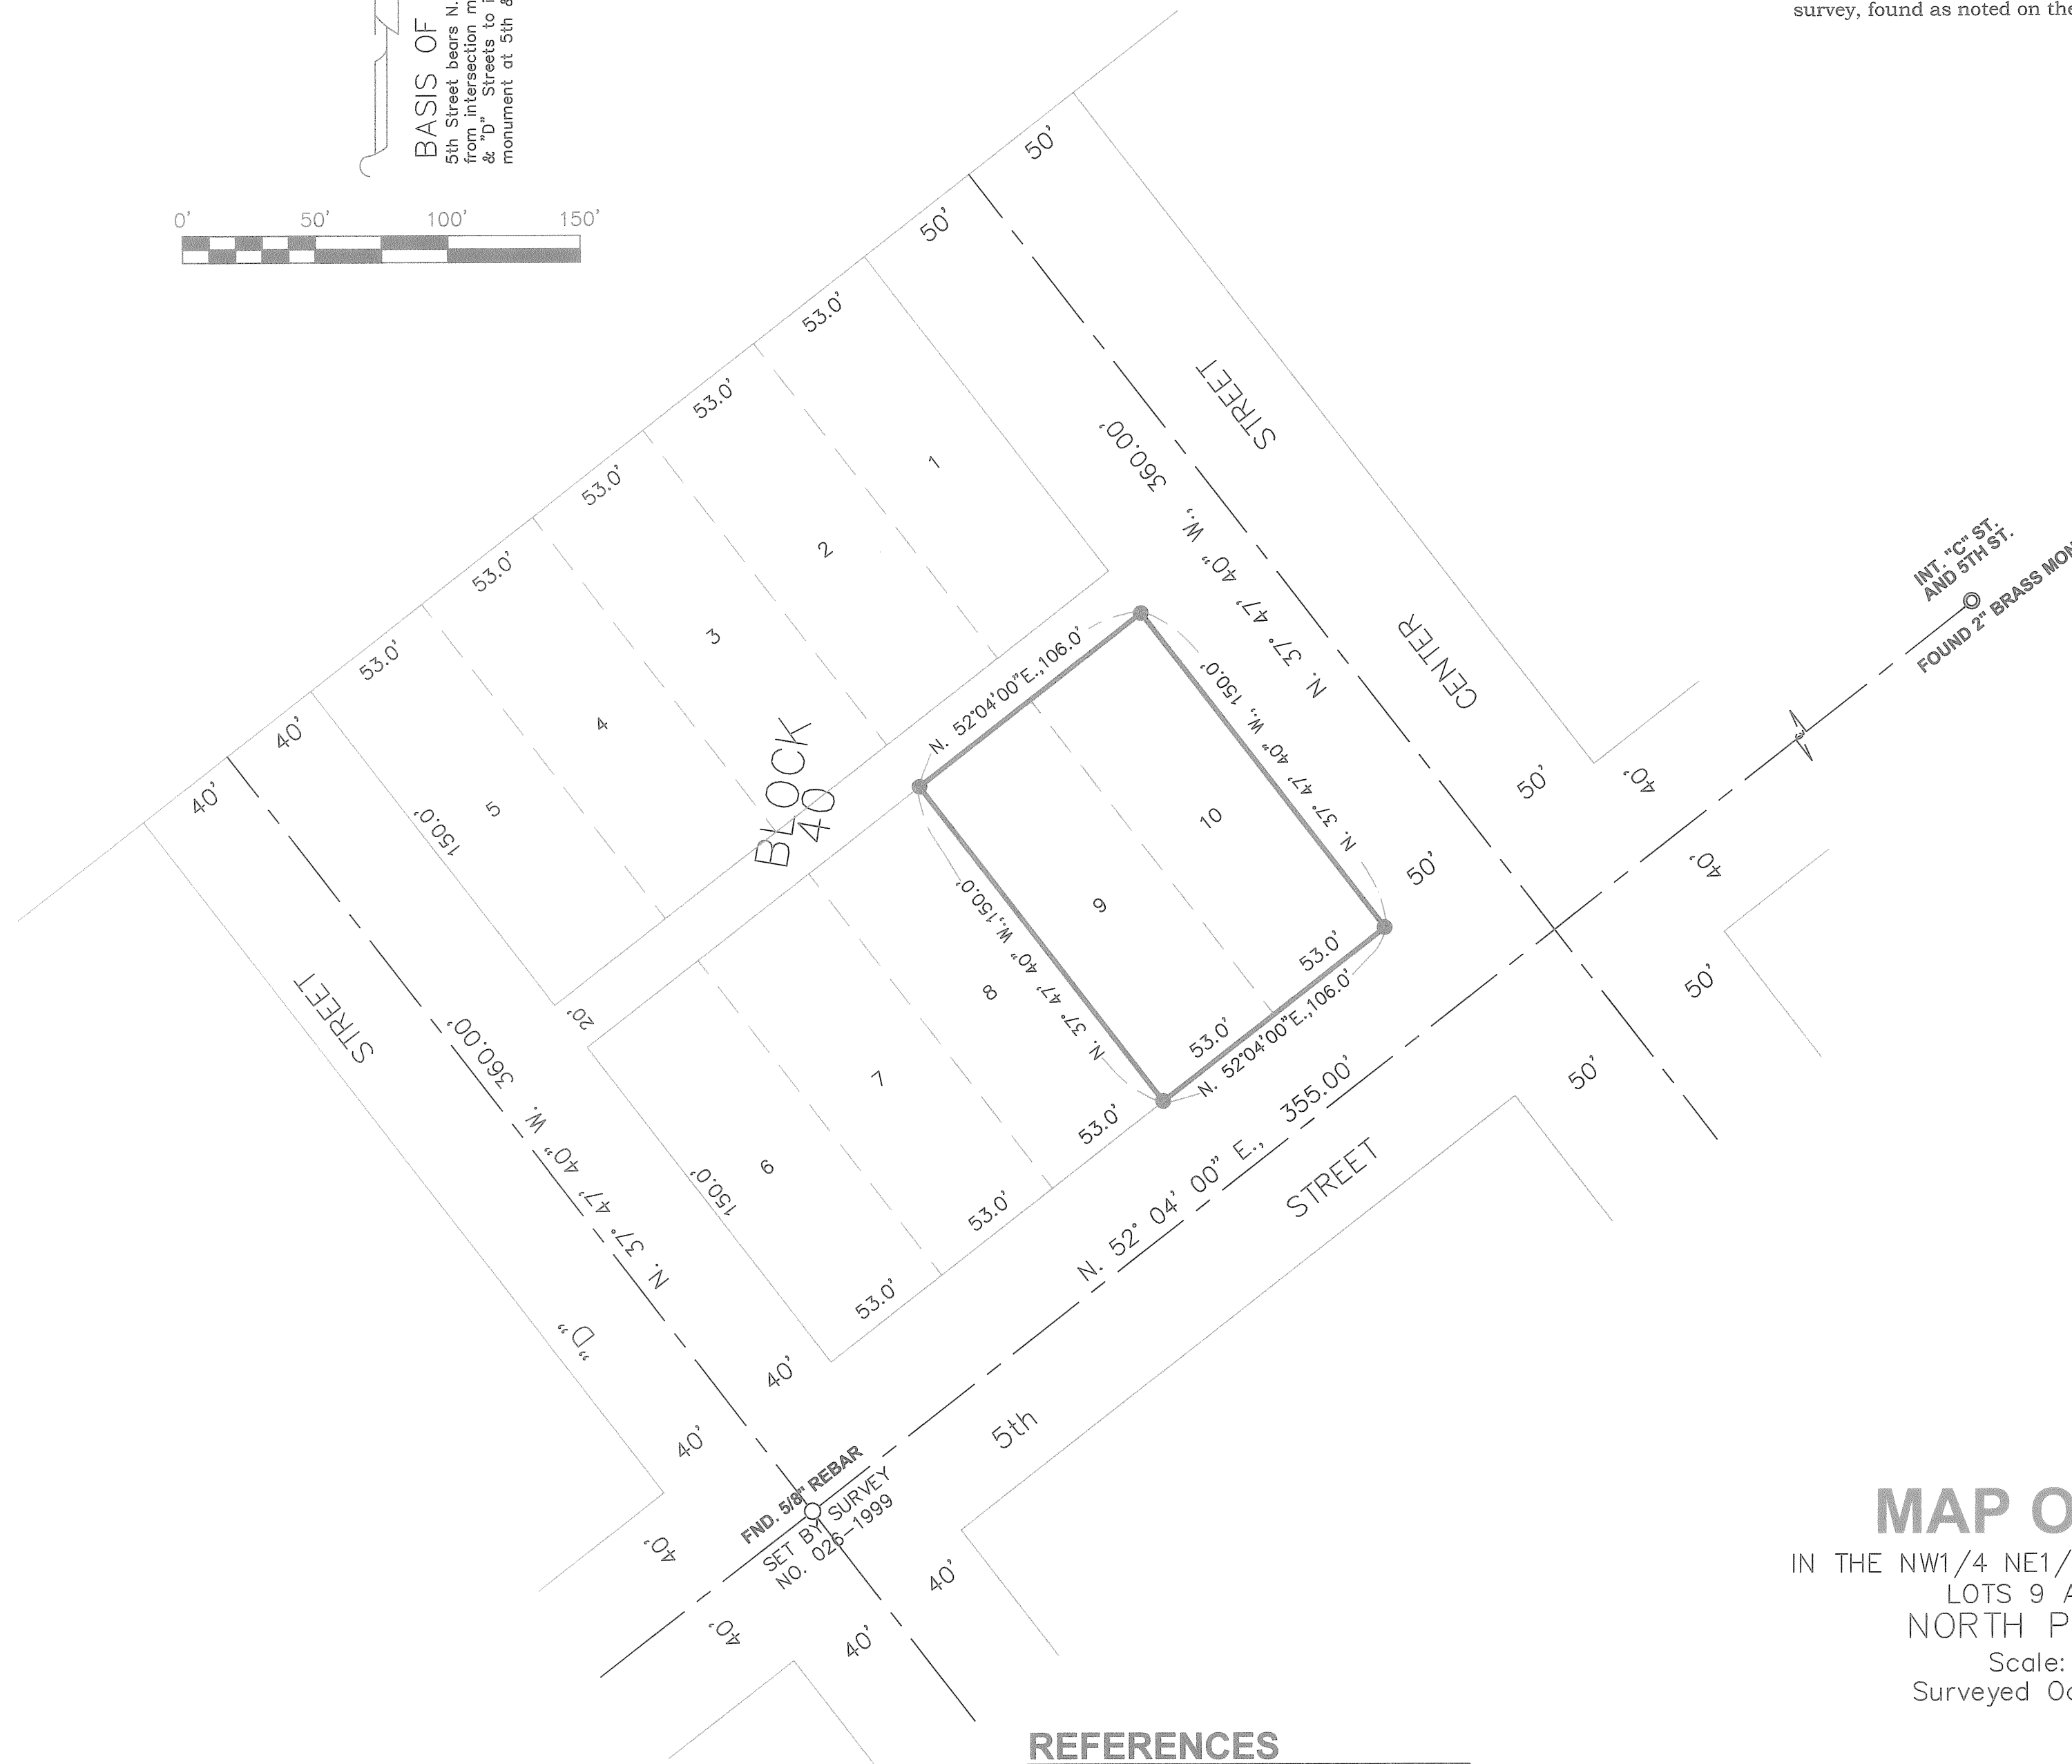 survey, found as noted on the
BASIS OF
5th Street bears N.
from intersection m
& "D" Streets to i
monument at 5th &
0' 50' 100' 150'
50'
50'
53.0'
53.0'
53.0'
53.0'
53.0'
40'
40'
STREET
CENTER
N. 37° 47' 40" W., 360.00'
1
2
3
4
5
150.0'
BLOCK
40
INT. "C" ST.
AND 5TH ST.
FOUND 2" BRASS MON
N. 52°04'00"E.,106.0'
N. 37° 47' 40" W., 150.0'
10
9
N. 37° 47' 40" W.,150.0'
53.0'
53.0'
N. 52°04'00"E.,106.0'
50'
40'
50'
40'
50'
50'
20'
8
7
6
150.0'
53.0'
53.0'
53.0'
STREET
"D"
N. 37° 47' 40" W. 360.00'
N. 52° 04' 00" E., 355.00'
STREET
5th
40'
40'
FND. 5/8" REBAR
SET BY SURVEY
NO. 026-1999
40'
40'
40'
40'
MAP O
IN THE NW1/4 NE1/
LOTS 9 A
NORTH P
Scale:
Surveyed Oc
REFERENCES